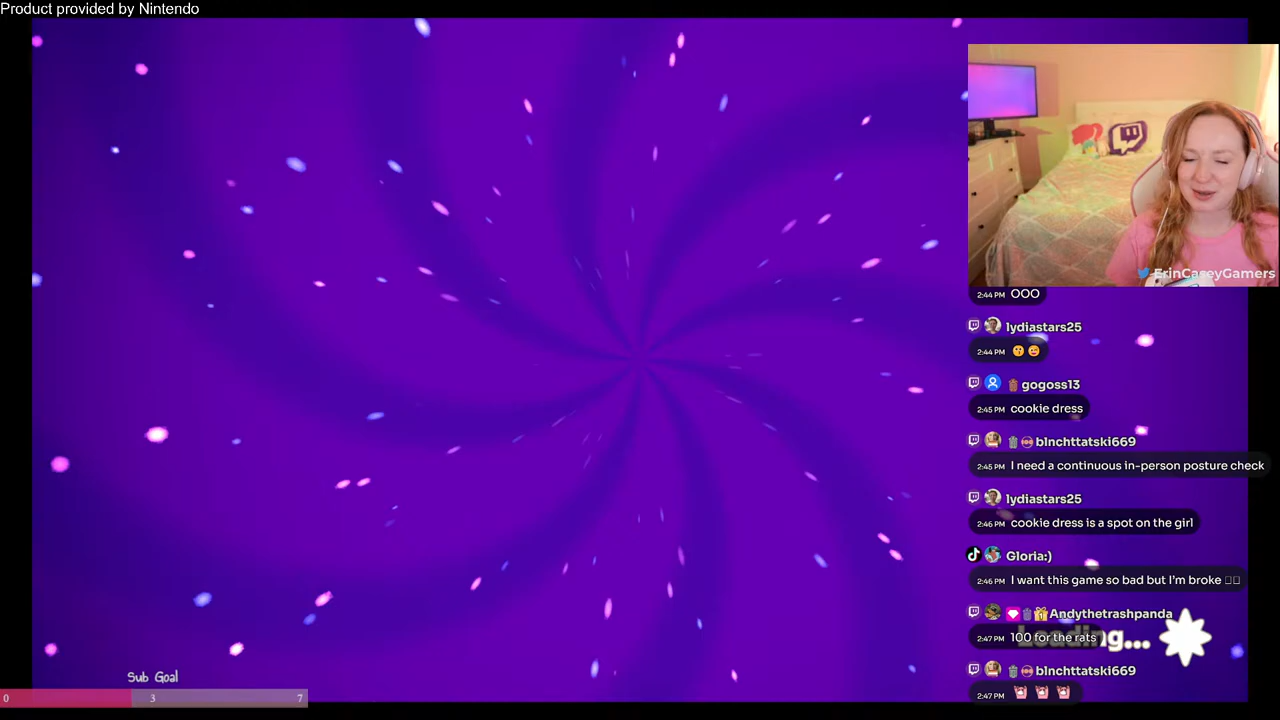 Product provided by Nintendo
ErinCaseyGamers
2:44 PM OOO
lydiastars25
2:44 PM
gogoss13
2:45 PM cookie dress
blnchttatski669
2:45 PM I need a continuous in-person posture check
lydiastars25
2:46 PM cookie dress is a spot on the girl
Gloria:)
2:46 PM I want this game so bad but I'm broke
Andythetrashpanda
2:47 PM 100 for the rats
Loading...
blnchttatski669
2:47 PM
Sub Goal
0 3 7